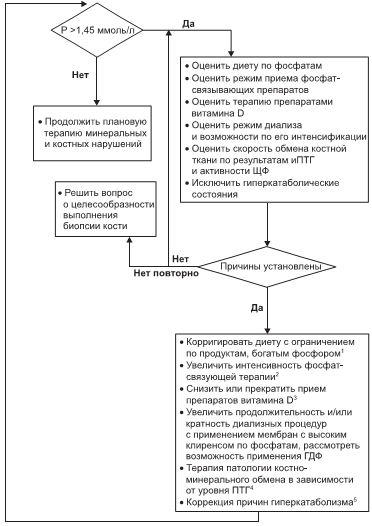 P >1,45 ммоль/л
Да
Нет
• Продолжить плановую
терапию минеральных
и костных нарушений
• Оценить диету по фосфатам
• Оценить режим приема фосфат-
связывающих препаратов
• Оценить терапию препаратами
витамина D
• Оценить режим диализа
и возможности по его интенсификации
• Оценить скорость обмена костной
ткани по результатам иПТГ
и активности ЩФ
• Исключить гиперкатаболические
состояния
• Решить вопрос
о целесообразности
выполнения
биопсии кости
Нет
Нет повторно
Причины установлены
Да
• Корригировать диету с ограничением
по продуктам, богатым фосфором¹
• Увеличить интенсивность фосфат-
связующей терапии²
• Снизить или прекратить прием
препаратов витамина D³
• Увеличить продолжительность и/или
кратность диализных процедур
с применением мембран с высоким
клиренсом по фосфатам, рассмотреть
возможность применения ГДФ
• Терапия патологии костно-
минерального обмена в зависимости
от уровня ПТГ⁴
• Коррекция причин гиперкатаболизма⁵